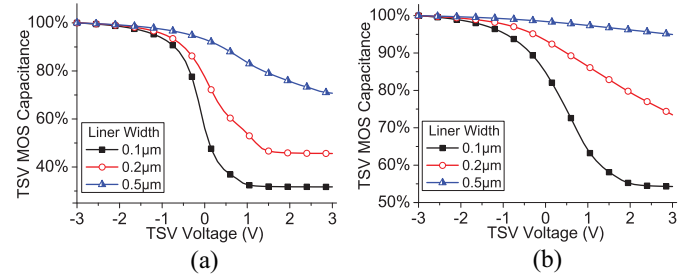 100%
80%
60%
40%
TSV MOS Capacitance
Liner Width
0.1µm
0.2µm
0.5µm
-3 -2 -1 0 1 2 3
TSV Voltage (V)
(a)
100%
90%
80%
70%
60%
50%
TSV MOS Capacitance
Liner Width
0.1µm
0.2µm
0.5µm
-3 -2 -1 0 1 2 3
TSV Voltage (V)
(b)